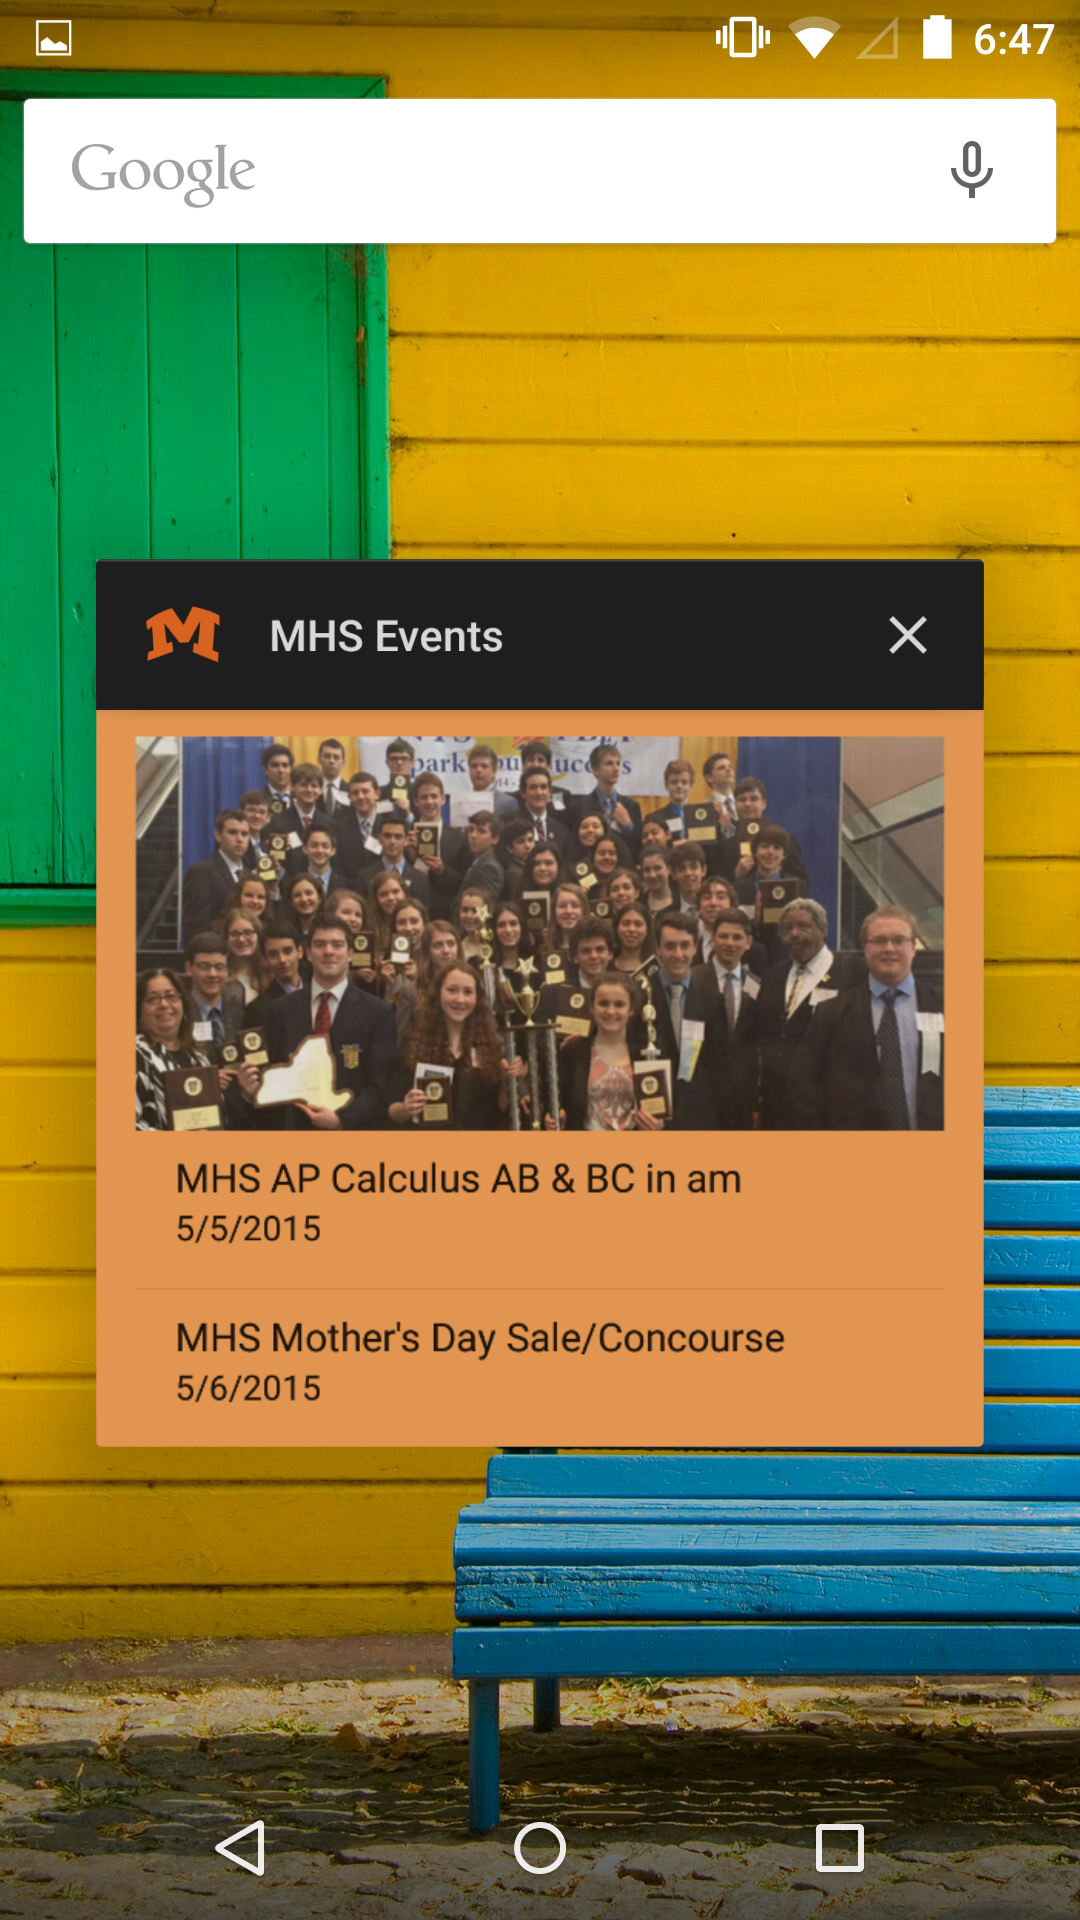 6:47
Google
M
MHS Events
MHS AP Calculus AB & BC in am
5/5/2015
MHS Mother's Day Sale/Concourse
5/6/2015